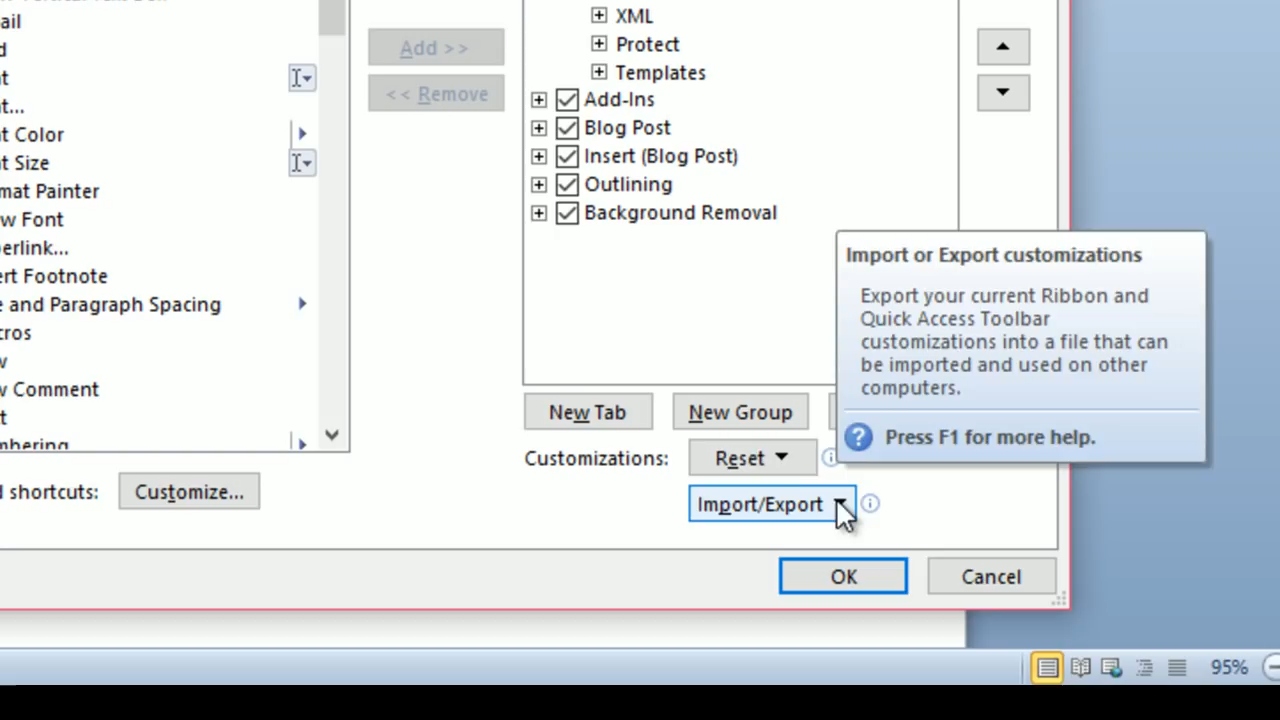 XML
Protect
Templates
Add-Ins
Blog Post
Insert (Blog Post)
Outlining
Background Removal
Add >>
<< Remove
ail
d
t
t...
t Color
t Size
mat Painter
w Font
erlink...
ert Footnote
e and Paragraph Spacing
cros
w
w Comment
t
mbering
Import or Export customizations
Export your current Ribbon and
Quick Access Toolbar
customizations into a file that can
be imported and used on other
computers.
Press F1 for more help.
New Tab
New Group
Customizations:
Reset
d shortcuts:
Customize...
Import/Export
OK
Cancel
95%